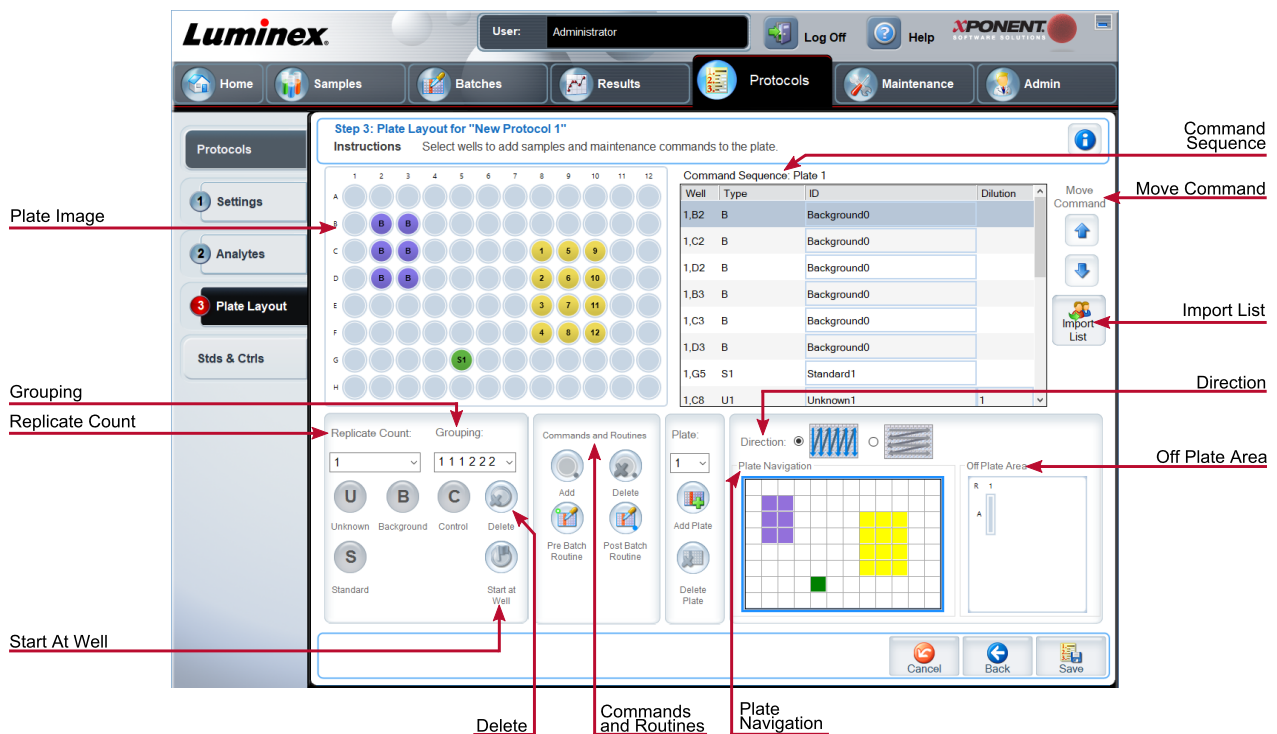 Luminex.
User:
Administrator
Log Off
Help
XPONENT.
SOFTWARE SOLUTIONS
Home
Samples
Batches
Results
Protocols
Maintenance
Admin
Protocols
1 Settings
2 Analytes
3 Plate Layout
Stds & Ctrls
Step 3: Plate Layout for "New Protocol 1"
Instructions Select wells to add samples and maintenance commands to the plate.
1 2 3 4 5 6 7 8 9 10 11 12
A
B B B
C B B 1 5 9
D B B 2 6 10
E 3 7 11
F 4 8 12
G S1
H
Command Sequence: Plate 1
Well Type ID Dilution
1,B2 B Background0
1,C2 B Background0
1,D2 B Background0
1,B3 B Background0
1,C3 B Background0
1,D3 B Background0
1,G5 S1 Standard1
1,C8 U1 Unknown1 1
Move
Command
Import
List
Replicate Count: Grouping:
1 111222
U B C
Unknown Background Control Delete
S
Standard
Start at
Well
Commands and Routines
Add Delete
Pre Batch
Routine
Post Batch
Routine
Plate:
1
Add Plate
Delete
Plate
Direction:
Plate Navigation
Off Plate Area
R 1
A
Cancel
Back
Save
Plate Image
Grouping
Replicate Count
Start At Well
Delete
Commands
and Routines
Plate
Navigation
Command
Sequence
Move Command
Import List
Direction
Off Plate Area